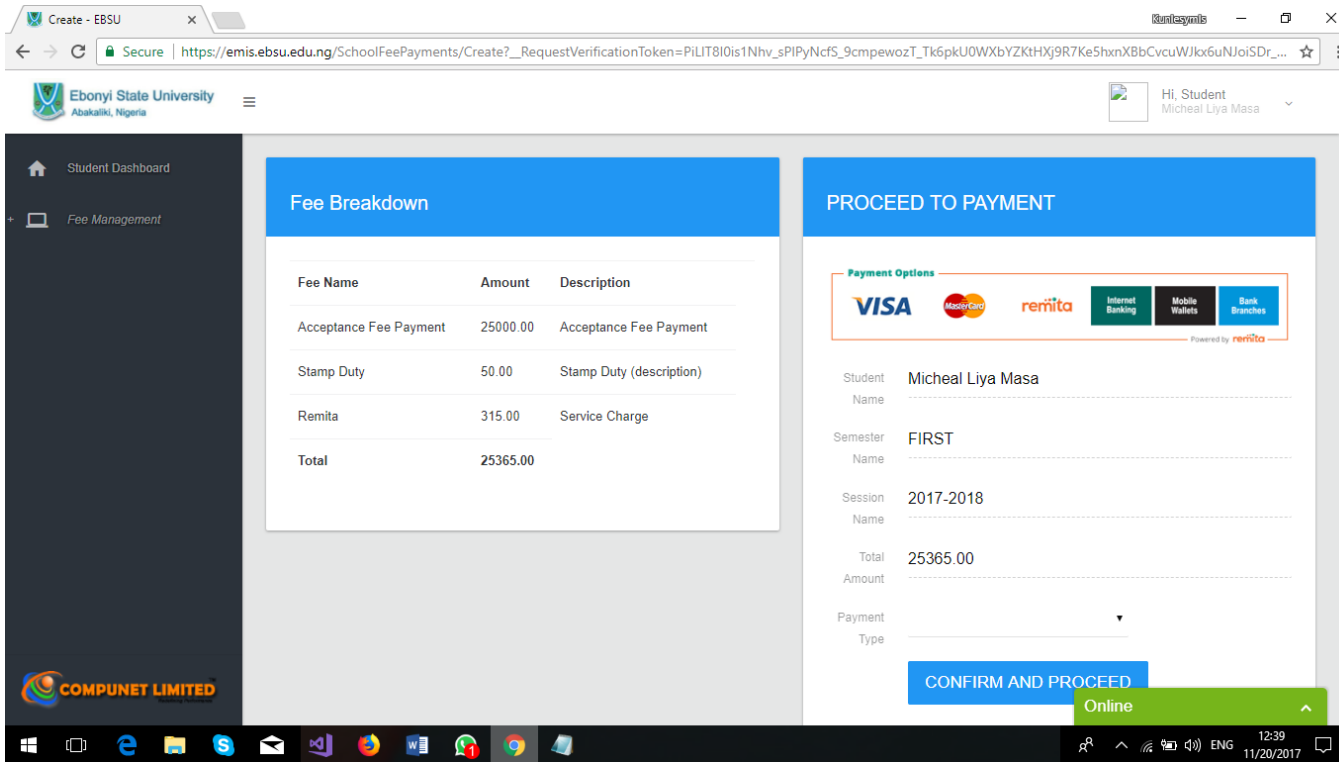 Create - EBSU
Kunlesymls
Secure | https://emis.ebsu.edu.ng/SchoolFeePayments/Create?__RequestVerificationToken=PiLIT8I0is1Nhv_sPIPyNcfS_9cmpewozT_Tk6pkU0WXbYZKtHXj9R7Ke5hxnXBbCvcuWJkx6uNJoiSDr_...
Ebonyi State University
Abakaliki, Nigeria
Hi, Student
Micheal Liya Masa
Student Dashboard
+ Fee Management
COMPUNET LIMITED
Fee Breakdown
Fee Name Amount Description
Acceptance Fee Payment 25000.00 Acceptance Fee Payment
Stamp Duty 50.00 Stamp Duty (description)
Remita 315.00 Service Charge
Total 25365.00
PROCEED TO PAYMENT
Payment Options
VISA MasterCard remita Internet Banking Mobile Wallets Bank Branches
Powered by remita
Student Name Micheal Liya Masa
Semester Name FIRST
Session Name 2017-2018
Total Amount 25365.00
Payment Type
CONFIRM AND PROCEED
Online
ENG 12:39
11/20/2017